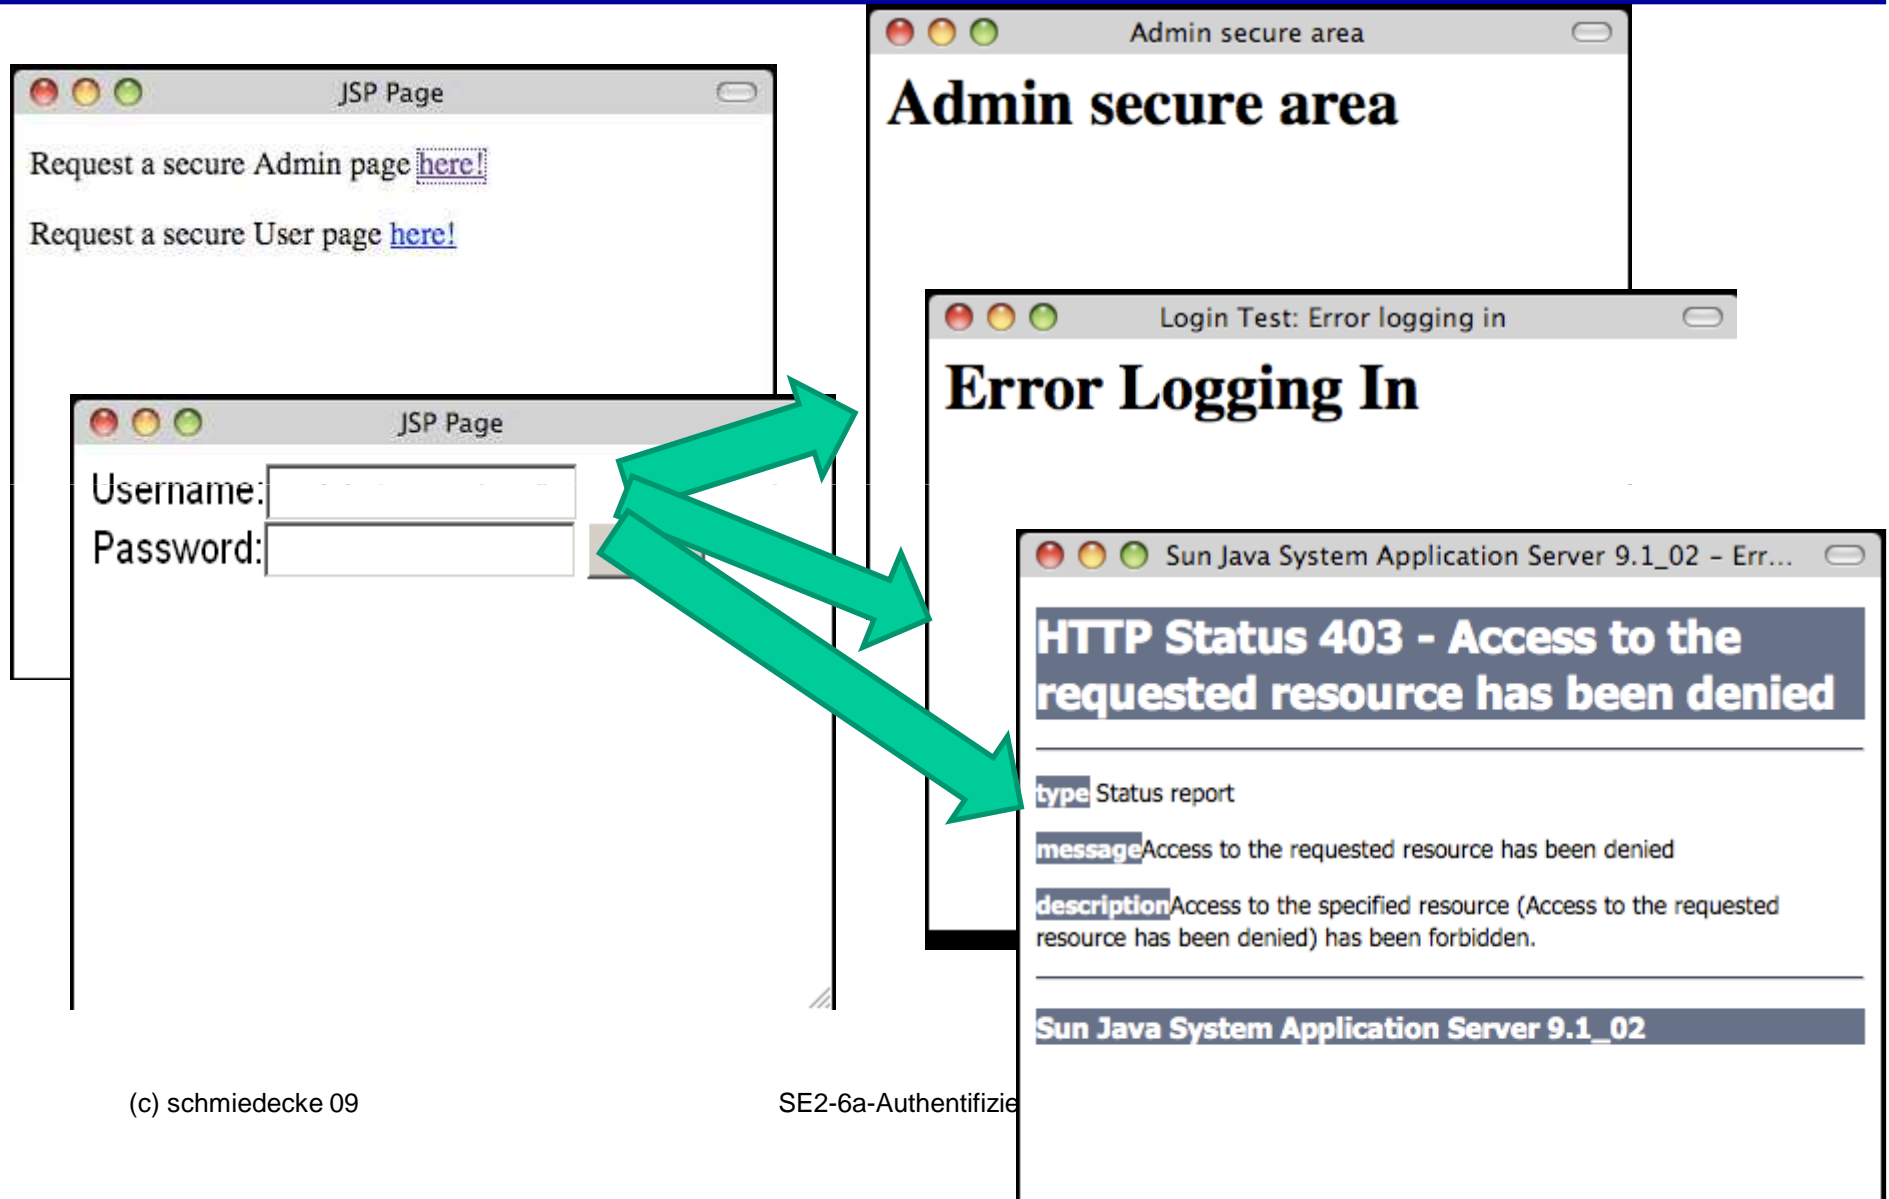 JSP Page
Request a secure Admin page here!
Request a secure User page here!
JSP Page
Username:
Password:
Admin secure area
Admin secure area
Login Test: Error logging in
Error Logging In
Sun Java System Application Server 9.1_02 – Err...
HTTP Status 403 - Access to the
requested resource has been denied
type Status report
messageAccess to the requested resource has been denied
descriptionAccess to the specified resource (Access to the requested
resource has been denied) has been forbidden.
Sun Java System Application Server 9.1_02
(c) schmiedecke 09
SE2-6a-Authentifizie